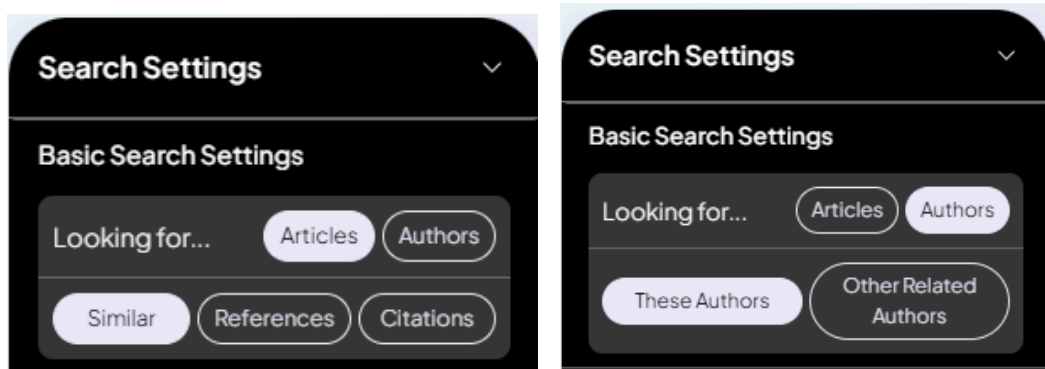 Search Settings
Basic Search Settings
Looking for... Articles Authors
Similar References Citations
Search Settings
Basic Search Settings
Looking for... Articles Authors
These Authors Other Related
Authors